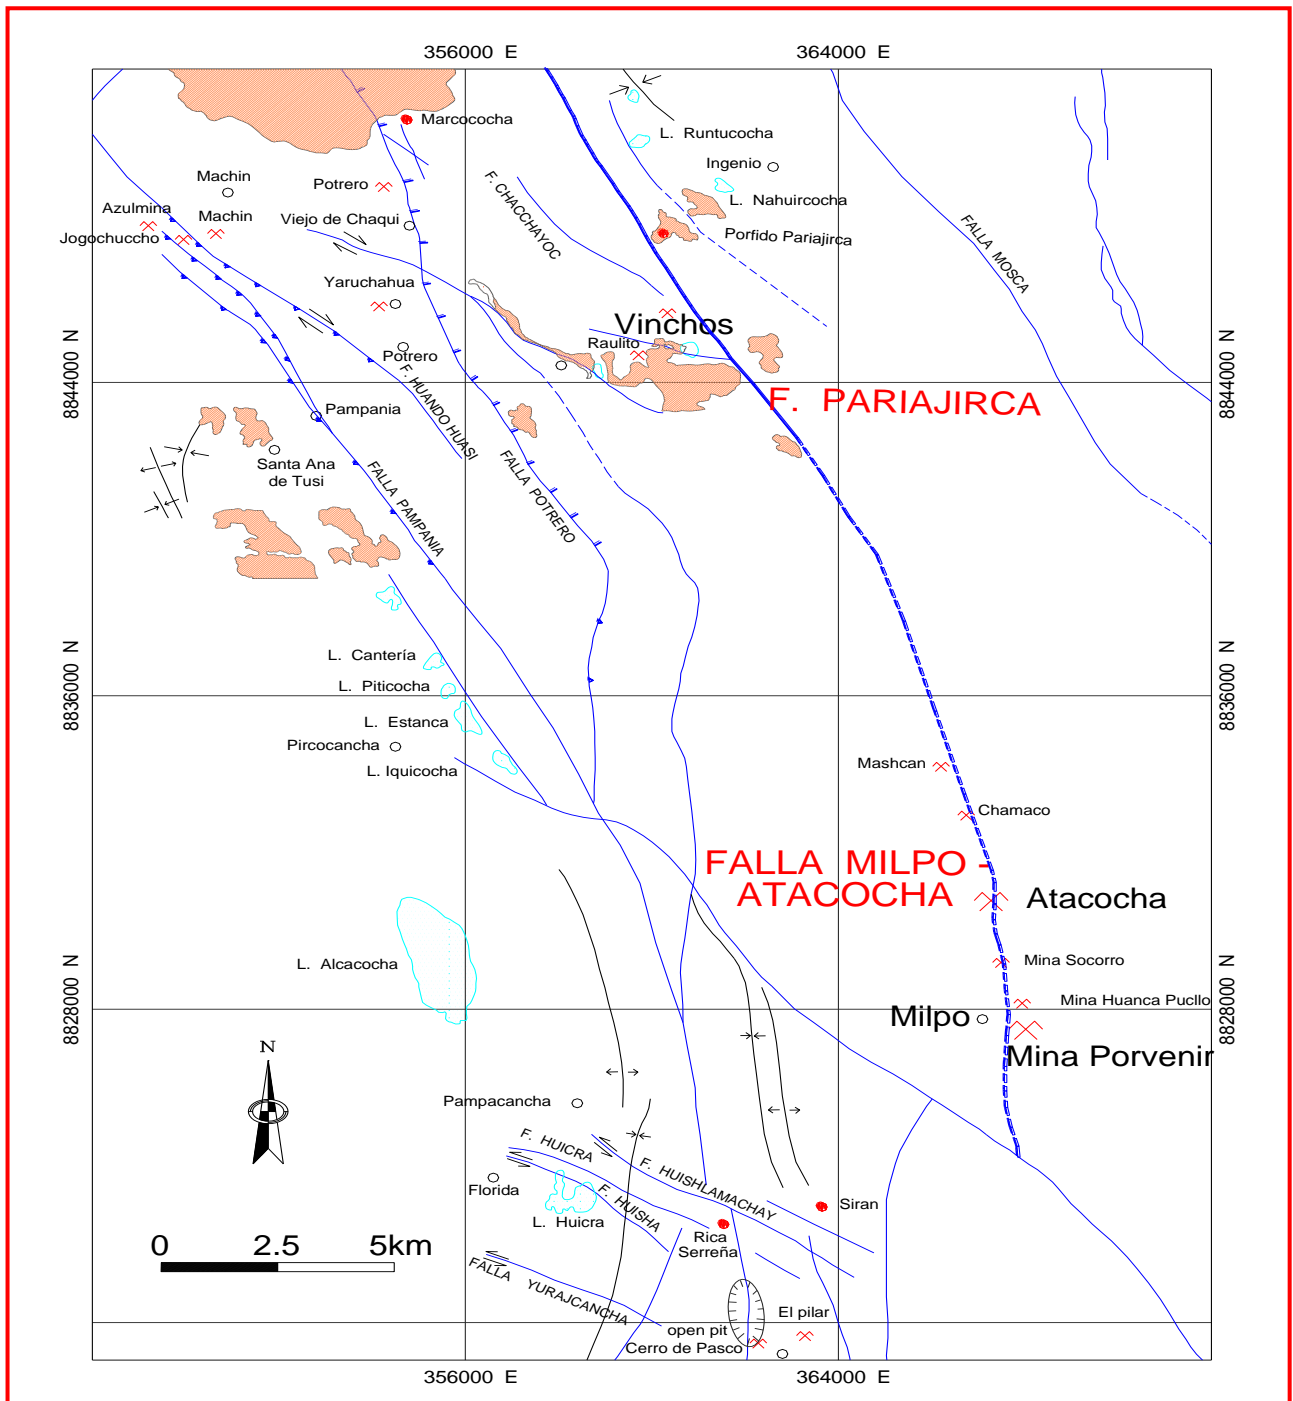 356000 E
364000 E
Marcococha
L. Runtucocha
Ingenio
Machin
Potrero
L. Nahuircocha
Azulmina
Machin
Viejo de Chaqui
F. CHACCHAYOC
Jogochuccho
Porfido Pariajirca
FALLA MOSCA
Yaruchahua
Vinchos
Raulito
Potrero
8844000 N
8844000 N
F. HUANDO HUASI
F. PARIAJIRCA
Pampania
Santa Ana
de Tusi
FALLA PAMPANIA
FALLA POTRERO
L. Cantería
L. Piticocha
8836000 N
8836000 N
L. Estanca
Pircocancha
L. Iquicocha
Mashcan
Chamaco
FALLA MILPO -
ATACOCHA
Atacocha
L. Alcacocha
Mina Socorro
Mina Huanca Pucllo
8828000 N
8828000 N
Milpo
Mina Porvenir
N
Pampacancha
F. HUICRA
F. HUISHLAMACHAY
Florida
F. HUISHA
L. Huicra
Siran
Rica
Serreña
0 2.5 5km
FALLA YURAJCANCHA
El pilar
open pit
Cerro de Pasco
356000 E
364000 E